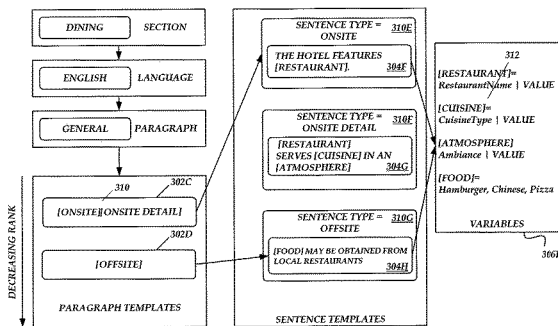 DINING SECTION
ENGLISH LANGUAGE
GENERAL PARAGRAPH
DECREASING RANK
310
302C
[ONSITE][ONSITE DETAIL]
302D
[OFFSITE]
PARAGRAPH TEMPLATES
SENTENCE TYPE = 310E
ONSITE
THE HOTEL FEATURES
[RESTAURANT].
304F
SENTENCE TYPE = 310F
ONSITE DETAIL
[RESTAURANT]
SERVES [CUISINE] IN AN
[ATMOSPHERE]
304G
SENTENCE TYPE = 310G
OFFSITE
[FOOD] MAY BE OBTAINED FROM
LOCAL RESTAURANTS
304H
SENTENCE TEMPLATES
312
[RESTAURANT]=
RestaurantName | VALUE
[CUISINE]=
CuisineType | VALUE
[ATMOSPHERE]
Ambiance | VALUE
[FOOD]=
Hamburger, Chinese, Pizza
VARIABLES